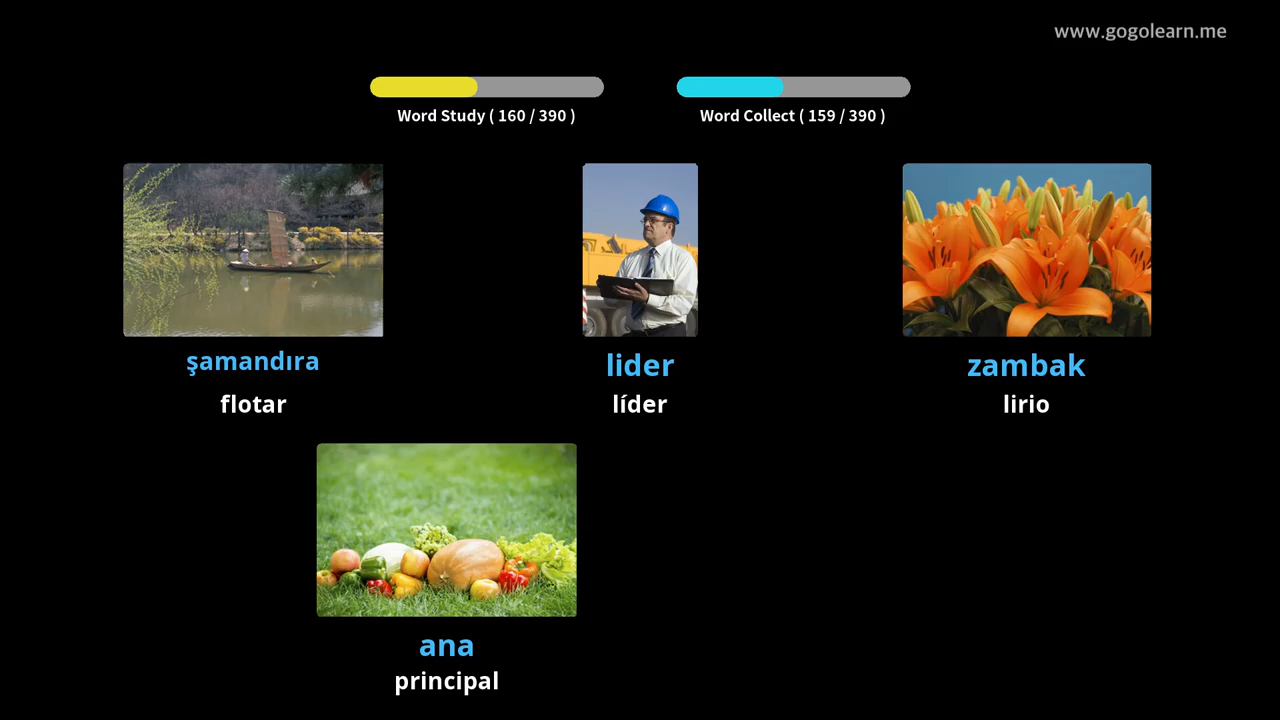 www.gogolearn.me
Word Study ( 160 / 390 )
Word Collect ( 159 / 390 )
şamandıra
flotar
lider
líder
zambak
lirio
ana
principal